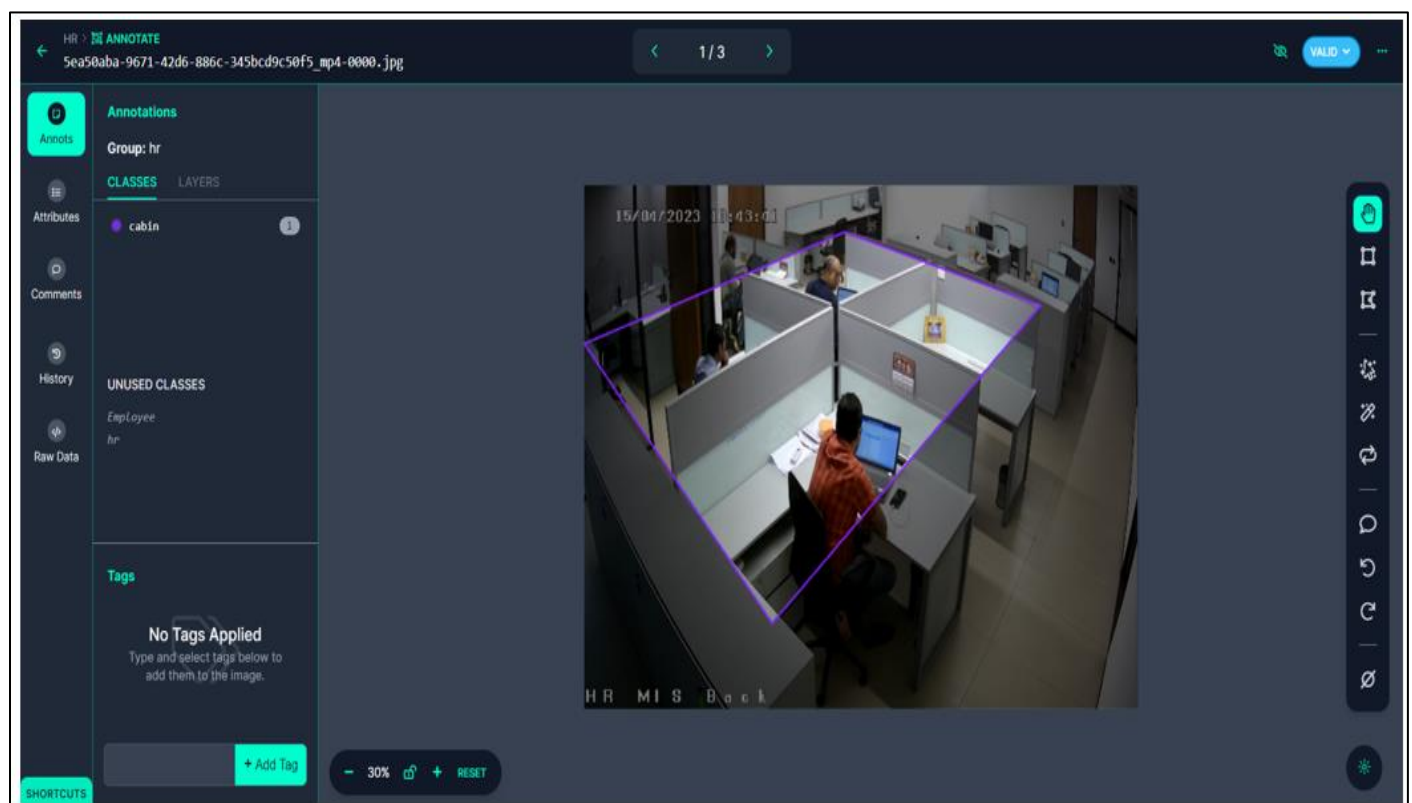 HR > ANNOTATE
5ea50aba-9671-42d6-886c-345bcd9c50f5_mp4-0000.jpg
1/3
VALID
Annots
Attributes
Comments
History
Raw Data
SHORTCUTS
Annotations
Group: hr
CLASSES LAYERS
cabin 1
UNUSED CLASSES
Employee
hr
Tags
No Tags Applied
Type and select tags below to
add them to the image.
+ Add Tag
15/04/2023
HR MIS Back
- 30% + RESET